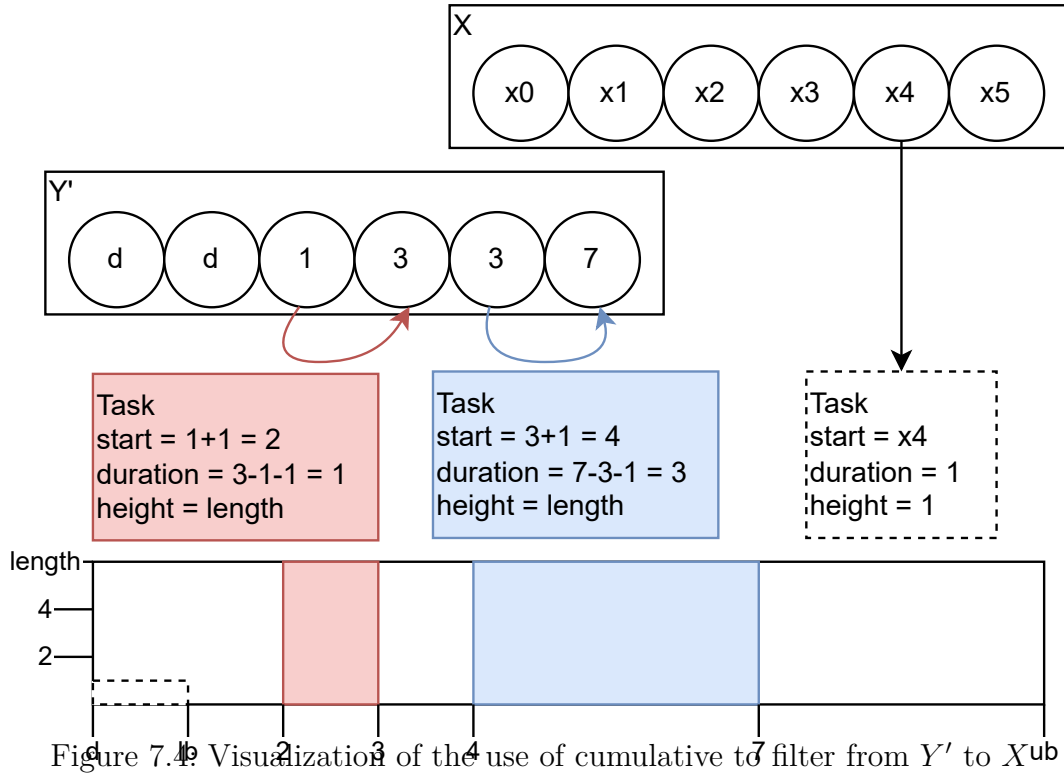 X
x0 x1 x2 x3 x4 x5
Y'
d d 1 3 3 7
Task
start = 1+1 = 2
duration = 3-1-1 = 1
height = length
Task
start = 3+1 = 4
duration = 7-3-1 = 3
height = length
Task
start = x4
duration = 1
height = 1
length
4
2
d lb 2 3 4 7 ub
Figure 7.4: Visualization of the use of cumulative to filter from Y′ to X